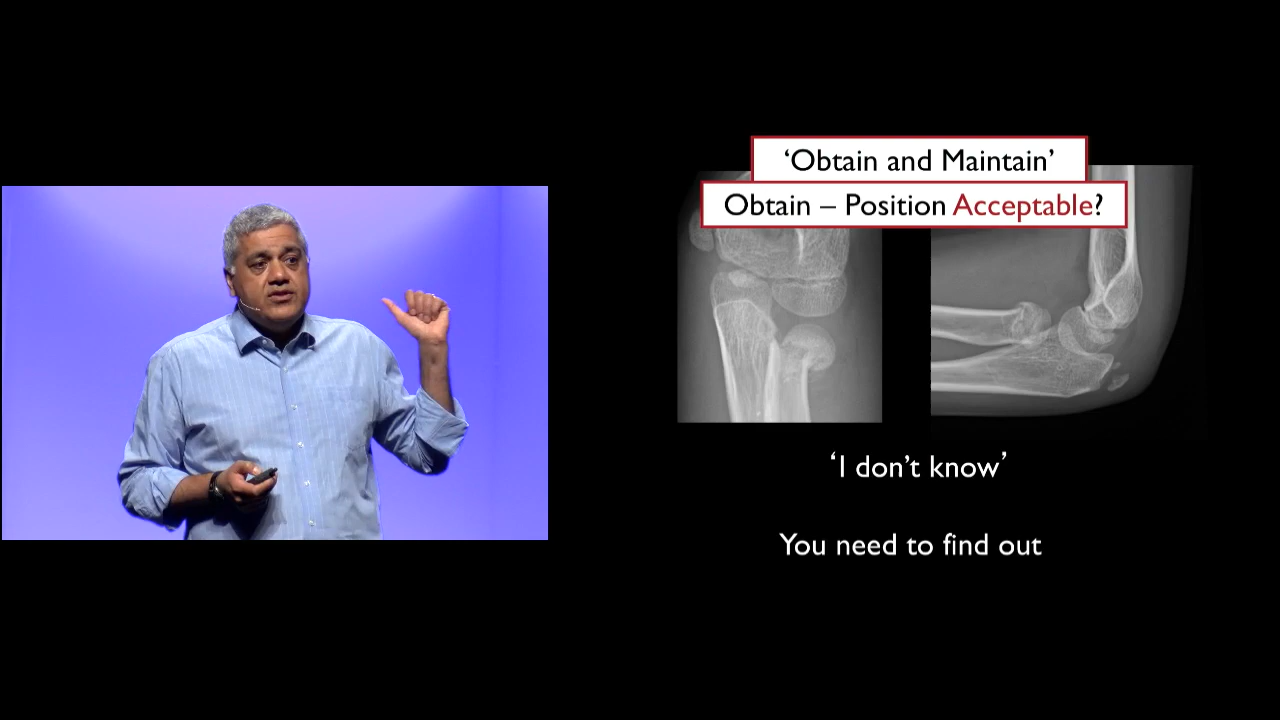 ‘Obtain and Maintain’
Obtain – Position Acceptable?
‘I don’t know’
You need to find out